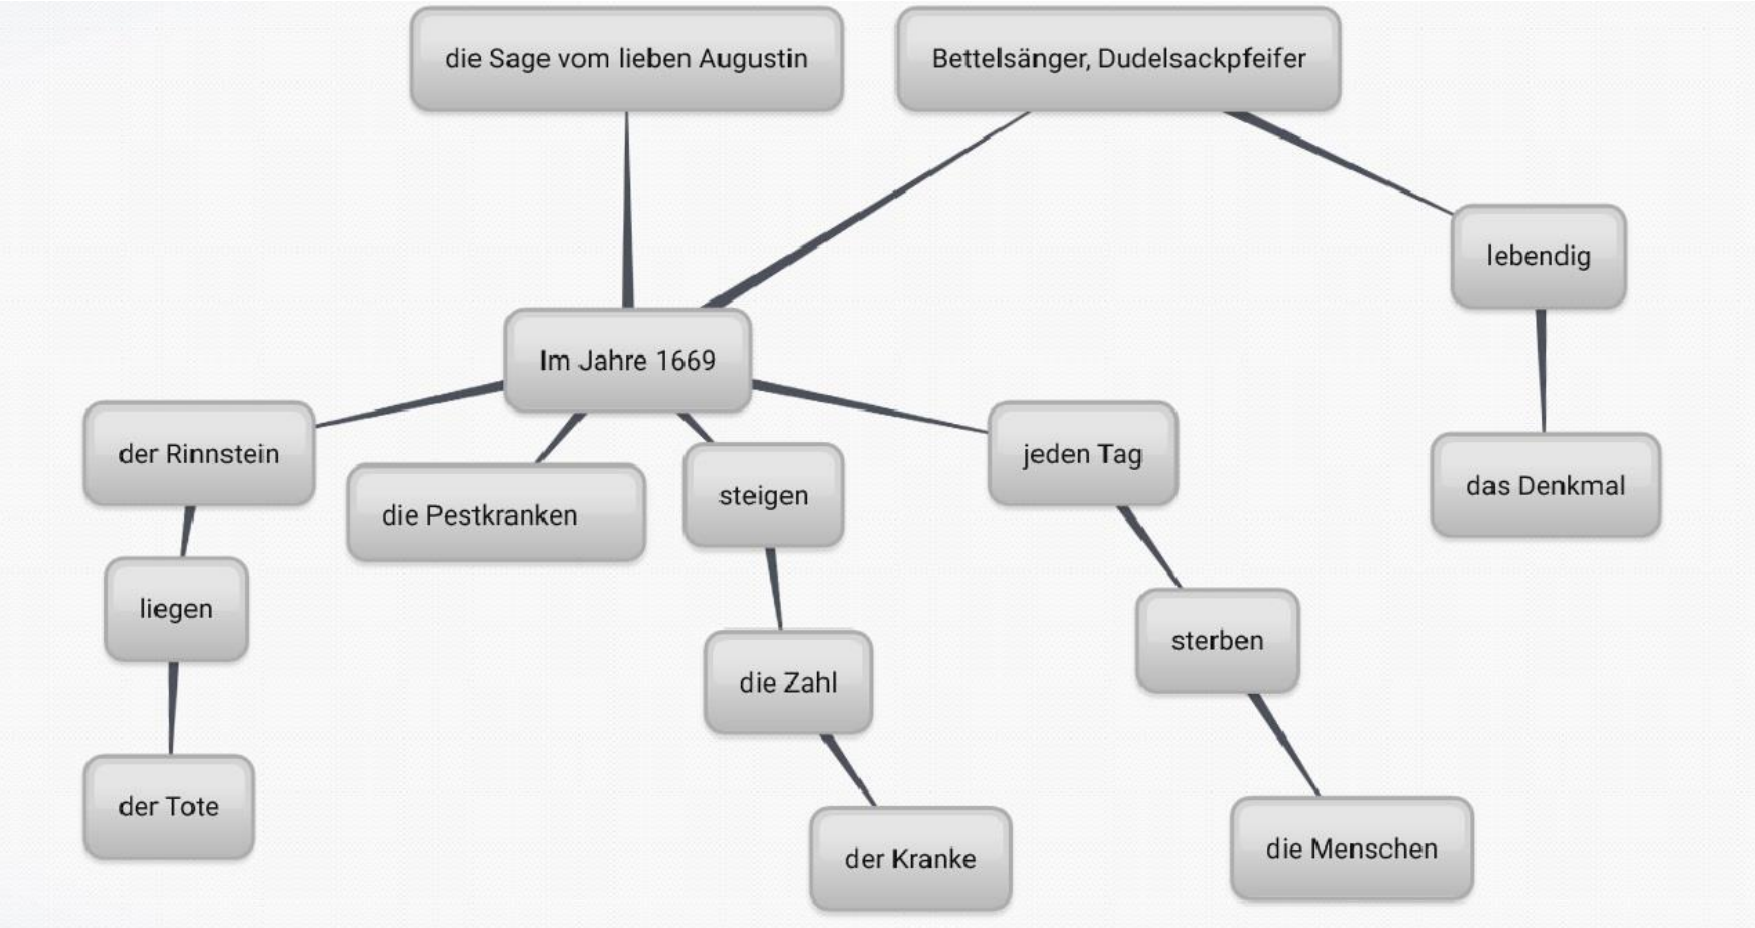 die Sage vom lieben Augustin
Bettelsänger, Dudelsackpfeifer
lebendig
Im Jahre 1669
der Rinnstein
jeden Tag
das Denkmal
die Pestkranken
steigen
liegen
sterben
die Zahl
der Tote
der Kranke
die Menschen